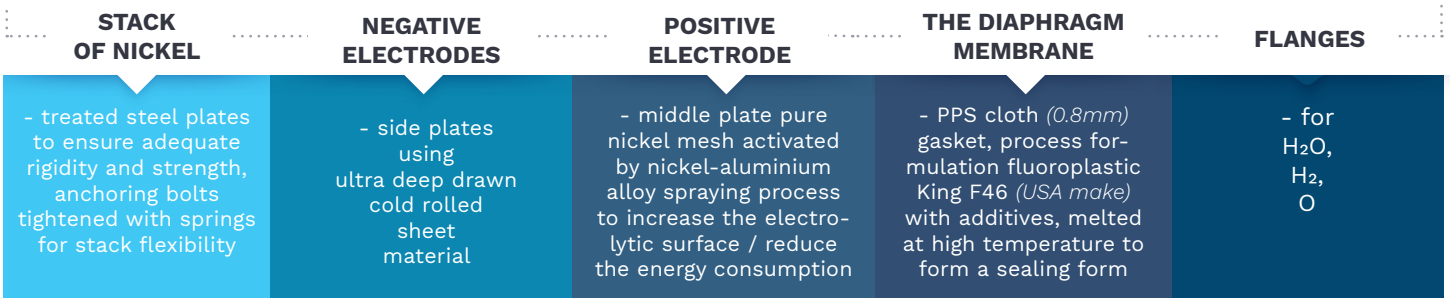 STACK
OF NICKEL
- treated steel plates
to ensure adequate
rigidity and strength,
anchoring bolts
tightened with springs
for stack flexibility
NEGATIVE
ELECTRODES
- side plates
using
ultra deep drawn
cold rolled
sheet
material
POSITIVE
ELECTRODE
- middle plate pure
nickel mesh activated
by nickel-aluminium
alloy spraying process
to increase the electro-
lytic surface / reduce
the energy consumption
THE DIAPHRAGM
MEMBRANE
- PPS cloth (0.8mm)
gasket, process for-
mulation fluoroplastic
King F46 (USA make)
with additives, melted
at high temperature to
form a sealing form
FLANGES
- for
H₂O,
H₂,
O